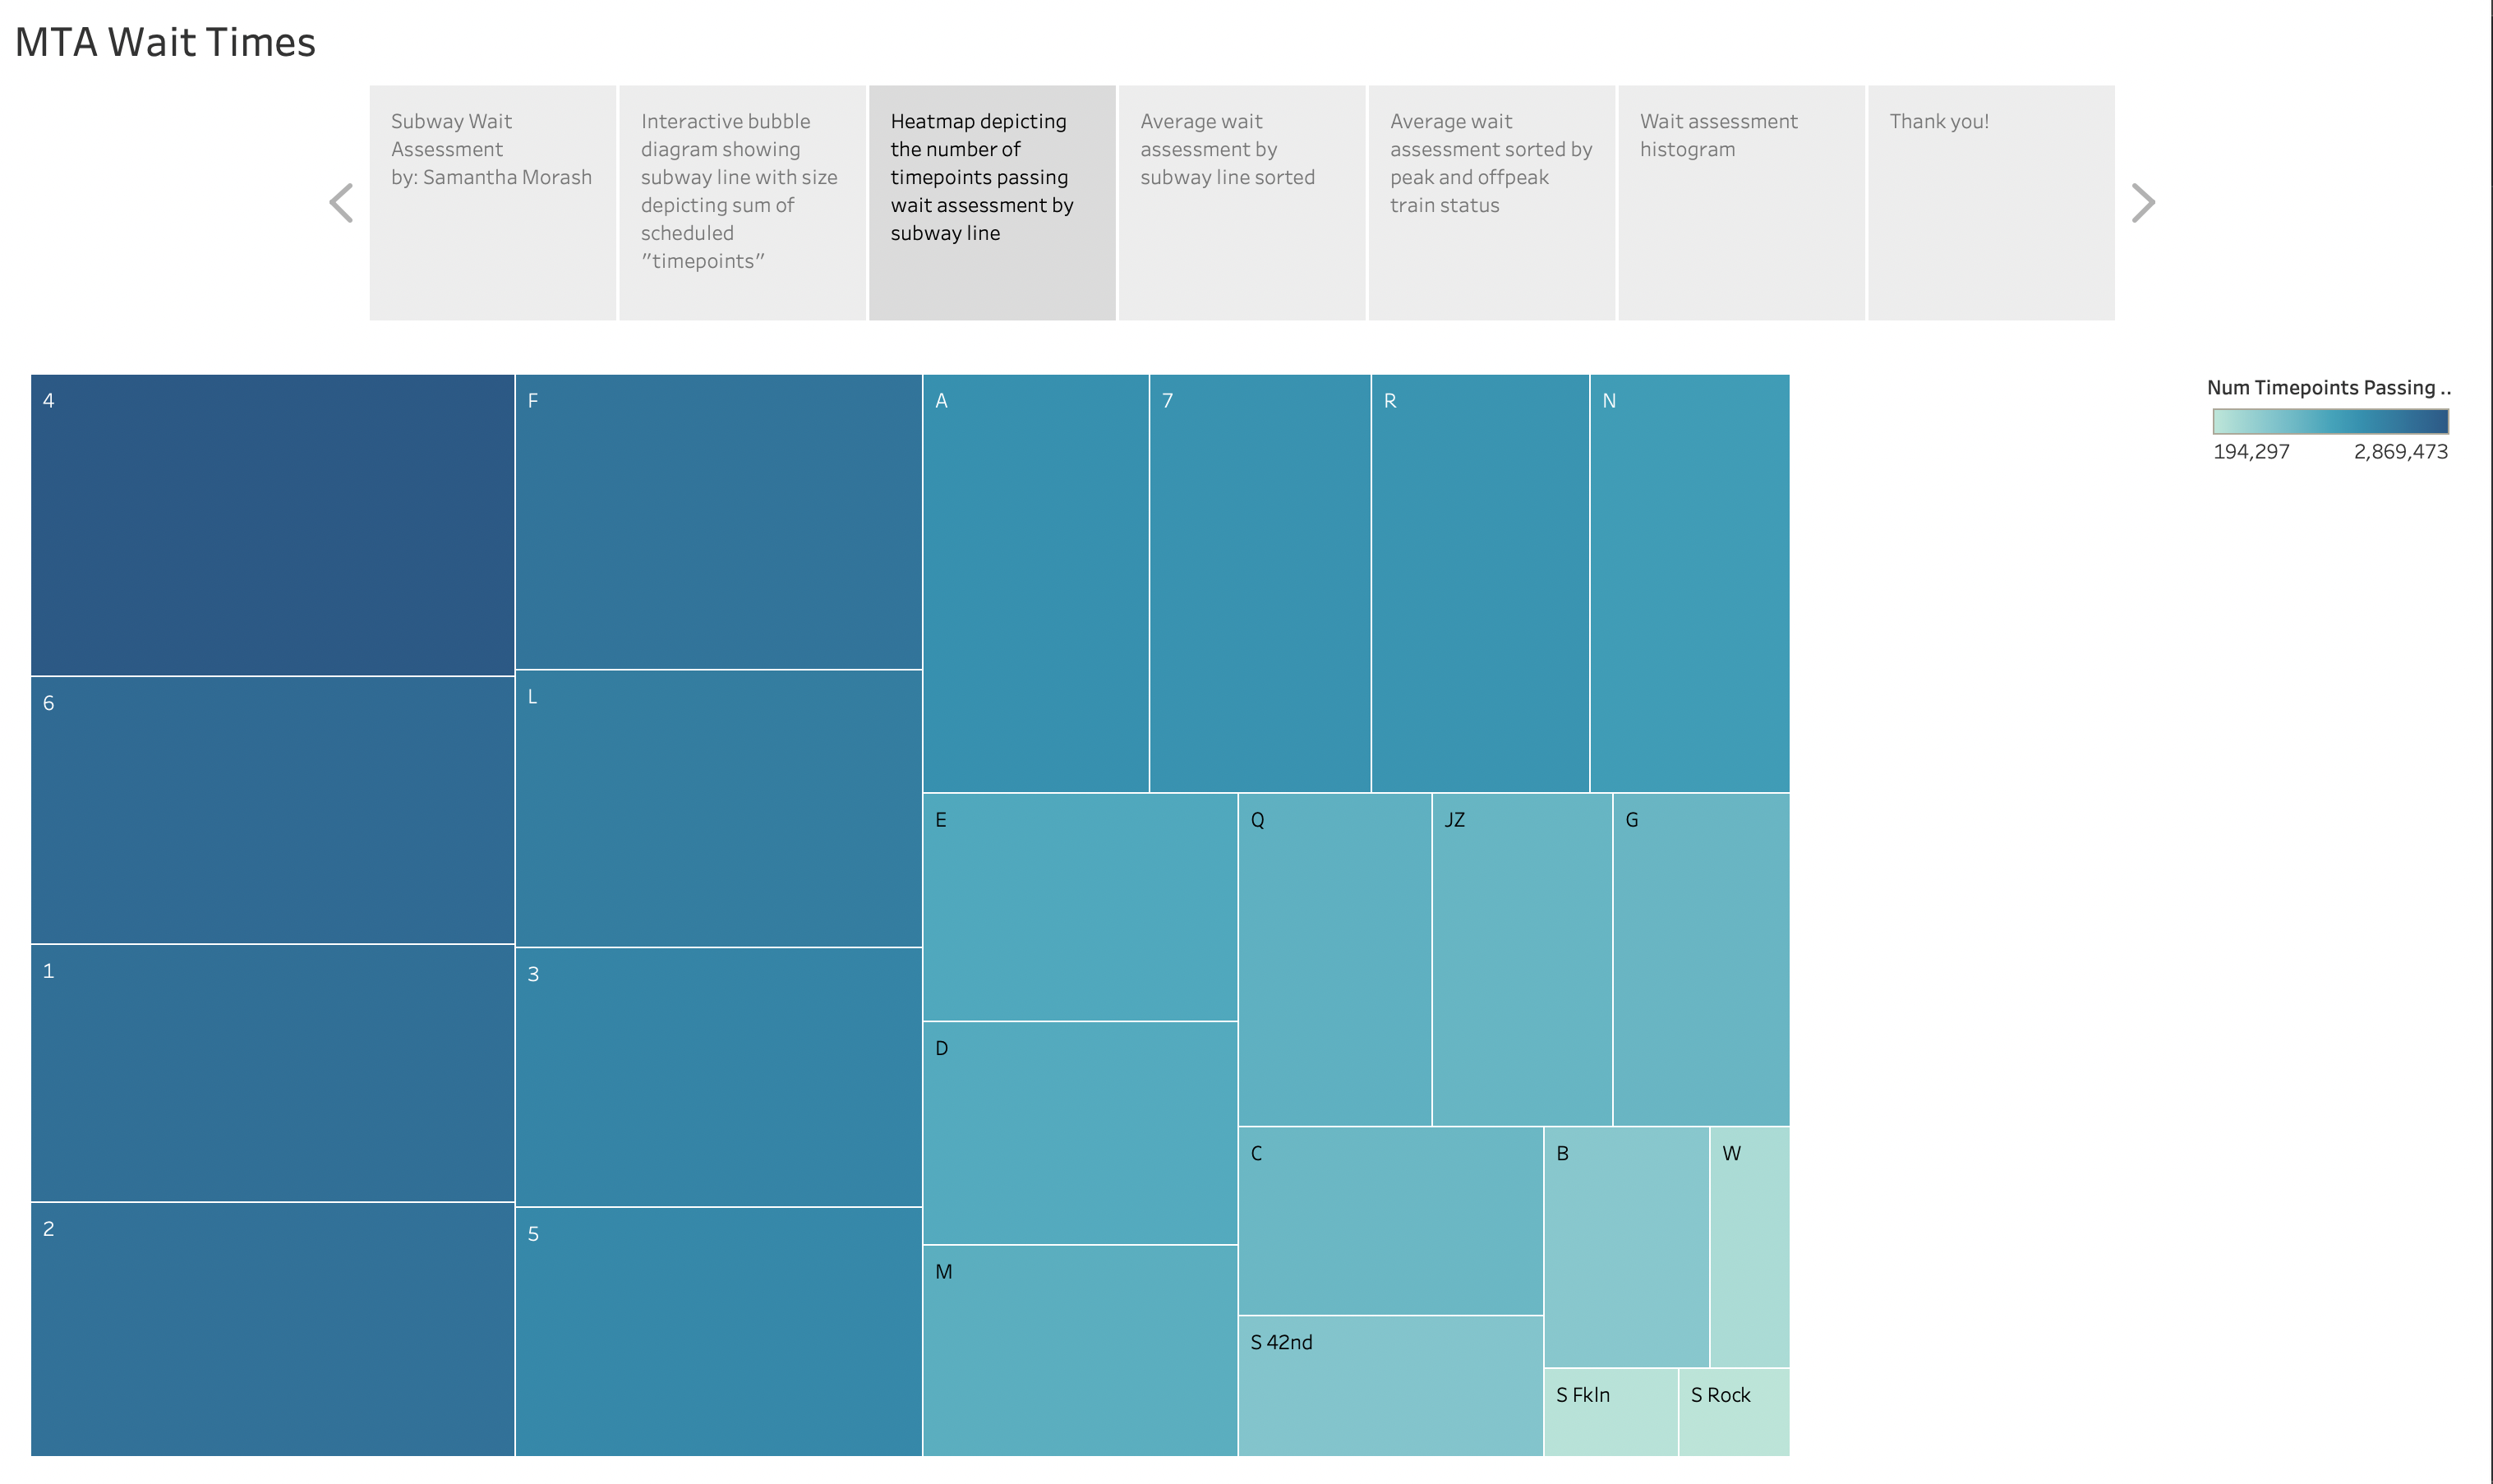 MTA Wait Times
Subway Wait
Assessment
by: Samantha Morash
Interactive bubble
diagram showing
subway line with size
depicting sum of
scheduled
"timepoints"
Heatmap depicting
the number of
timepoints passing
wait assessment by
subway line
Average wait
assessment by
subway line sorted
Average wait
assessment sorted by
peak and offpeak
train status
Wait assessment
histogram
Thank you!
Num Timepoints Passing ..
194,297 2,869,473
4
6
1
2
F
L
3
5
A
7
R
N
E
D
M
Q
JZ
G
C
S 42nd
B
W
S Fkln
S Rock